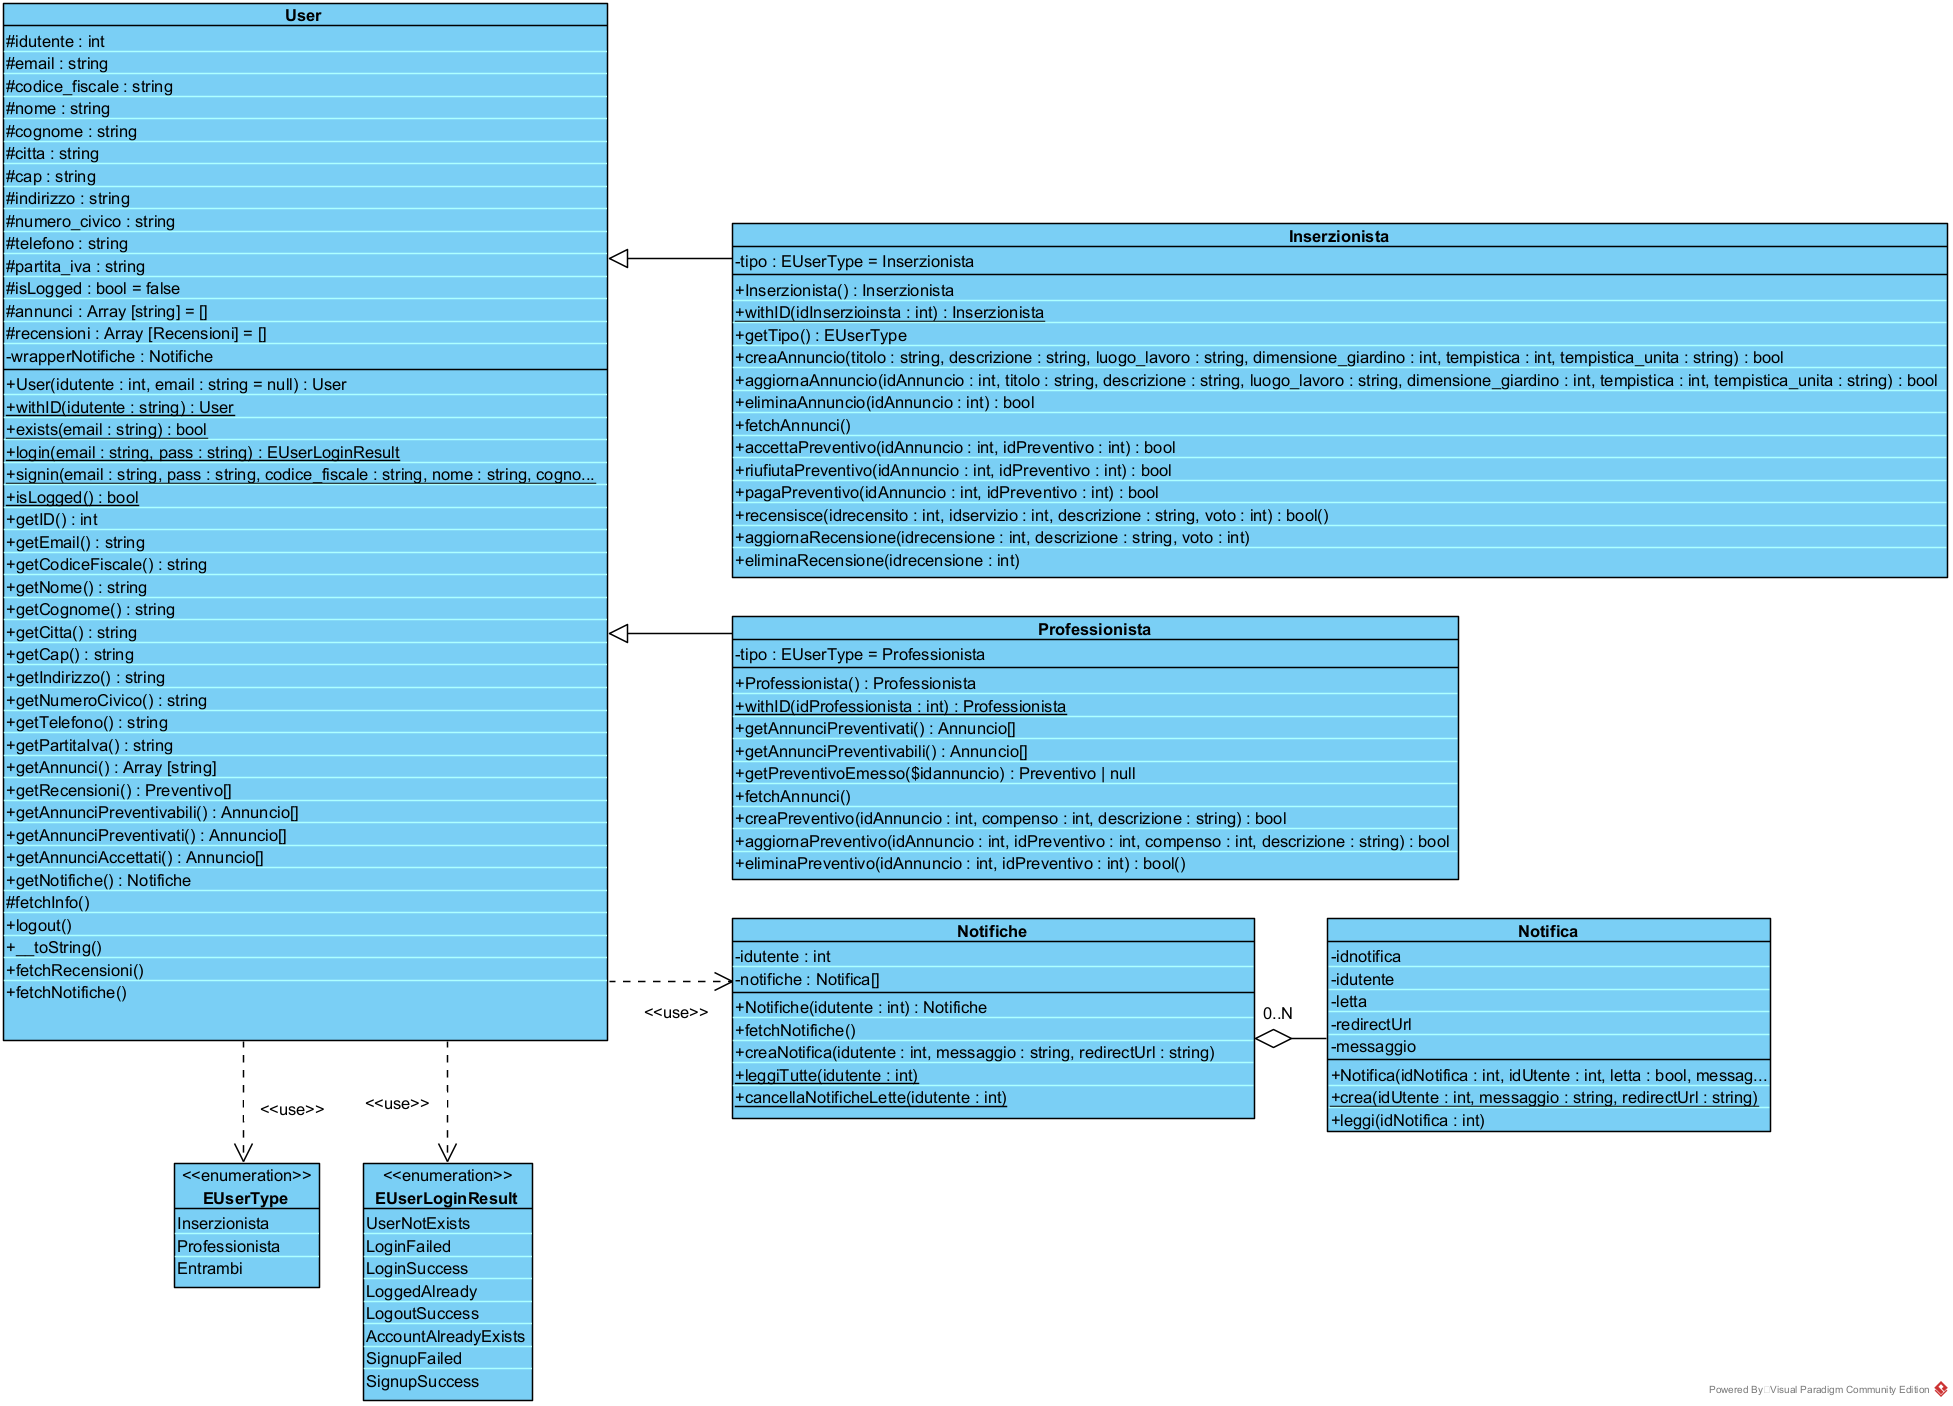 User
#idutente : int
#email : string
#codice_fiscale : string
#nome : string
#cognome : string
#citta : string
#cap : string
#indirizzo : string
#numero_civico : string
#telefono : string
#partita_iva : string
#isLogged : bool = false
#annunci : Array [string] = []
#recensioni : Array [Recensioni] = []
-wrapperNotifiche : Notifiche
+User(idutente : int, email : string = null) : User
+withID(idutente : string) : User
+exists(email : string) : bool
+login(email : string, pass : string) : EUserLoginResult
+signin(email : string, pass : string, codice_fiscale : string, nome : string, cogno...
+isLogged() : bool
+getID() : int
+getEmail() : string
+getCodiceFiscale() : string
+getNome() : string
+getCognome() : string
+getCitta() : string
+getCap() : string
+getIndirizzo() : string
+getNumeroCivico() : string
+getTelefono() : string
+getPartitaIva() : string
+getAnnunci() : Array [string]
+getRecensioni() : Preventivo[]
+getAnnunciPreventivabili() : Annuncio[]
+getAnnunciPreventivati() : Annuncio[]
+getAnnunciAccettati() : Annuncio[]
+getNotifiche() : Notifiche
#fetchInfo()
+logout()
+__toString()
+fetchRecensioni()
+fetchNotifiche()
Inserzionista
-tipo : EUserType = Inserzionista
+Inserzionista() : Inserzionista
+withID(idInserzioinsta : int) : Inserzionista
+getTipo() : EUserType
+creaAnnuncio(titolo : string, descrizione : string, luogo_lavoro : string, dimensione_giardino : int, tempistica : int, tempistica_unita : string) : bool
+aggiornaAnnuncio(idAnnuncio : int, titolo : string, descrizione : string, luogo_lavoro : string, dimensione_giardino : int, tempistica : int, tempistica_unita : string) : bool
+eliminaAnnuncio(idAnnuncio : int) : bool
+fetchAnnunci()
+accettaPreventivo(idAnnuncio : int, idPreventivo : int) : bool
+riufiutaPreventivo(idAnnuncio : int, idPreventivo : int) : bool
+pagaPreventivo(idAnnuncio : int, idPreventivo : int) : bool
+recensisce(idrecensito : int, idservizio : int, descrizione : string, voto : int) : bool()
+aggiornaRecensione(idrecensione : int, descrizione : string, voto : int)
+eliminaRecensione(idrecensione : int)
Professionista
-tipo : EUserType = Professionista
+Professionista() : Professionista
+withID(idProfessionista : int) : Professionista
+getAnnunciPreventivati() : Annuncio[]
+getAnnunciPreventivabili() : Annuncio[]
+getPreventivoEmesso($idannuncio) : Preventivo | null
+fetchAnnunci()
+creaPreventivo(idAnnuncio : int, compenso : int, descrizione : string) : bool
+aggiornaPreventivo(idAnnuncio : int, idPreventivo : int, compenso : int, descrizione : string) : bool
+eliminaPreventivo(idAnnuncio : int, idPreventivo : int) : bool()
<<use>>
Notifiche
-idutente : int
-notifiche : Notifica[]
+Notifiche(idutente : int) : Notifiche
+fetchNotifiche()
+creaNotifica(idutente : int, messaggio : string, redirectUrl : string)
+leggiTutte(idutente : int)
+cancellaNotificheLette(idutente : int)
0..N
Notifica
-idnotifica
-idutente
-letta
-redirectUrl
-messaggio
+Notifica(idNotifica : int, idUtente : int, letta : bool, messag...
+crea(idUtente : int, messaggio : string, redirectUrl : string)
+leggi(idNotifica : int)
<<use>>
<<use>>
<<enumeration>>
EUserType
Inserzionista
Professionista
Entrambi
<<enumeration>>
EUserLoginResult
UserNotExists
LoginFailed
LoginSuccess
LoggedAlready
LogoutSuccess
AccountAlreadyExists
SignupFailed
SignupSuccess
Powered By Visual Paradigm Community Edition